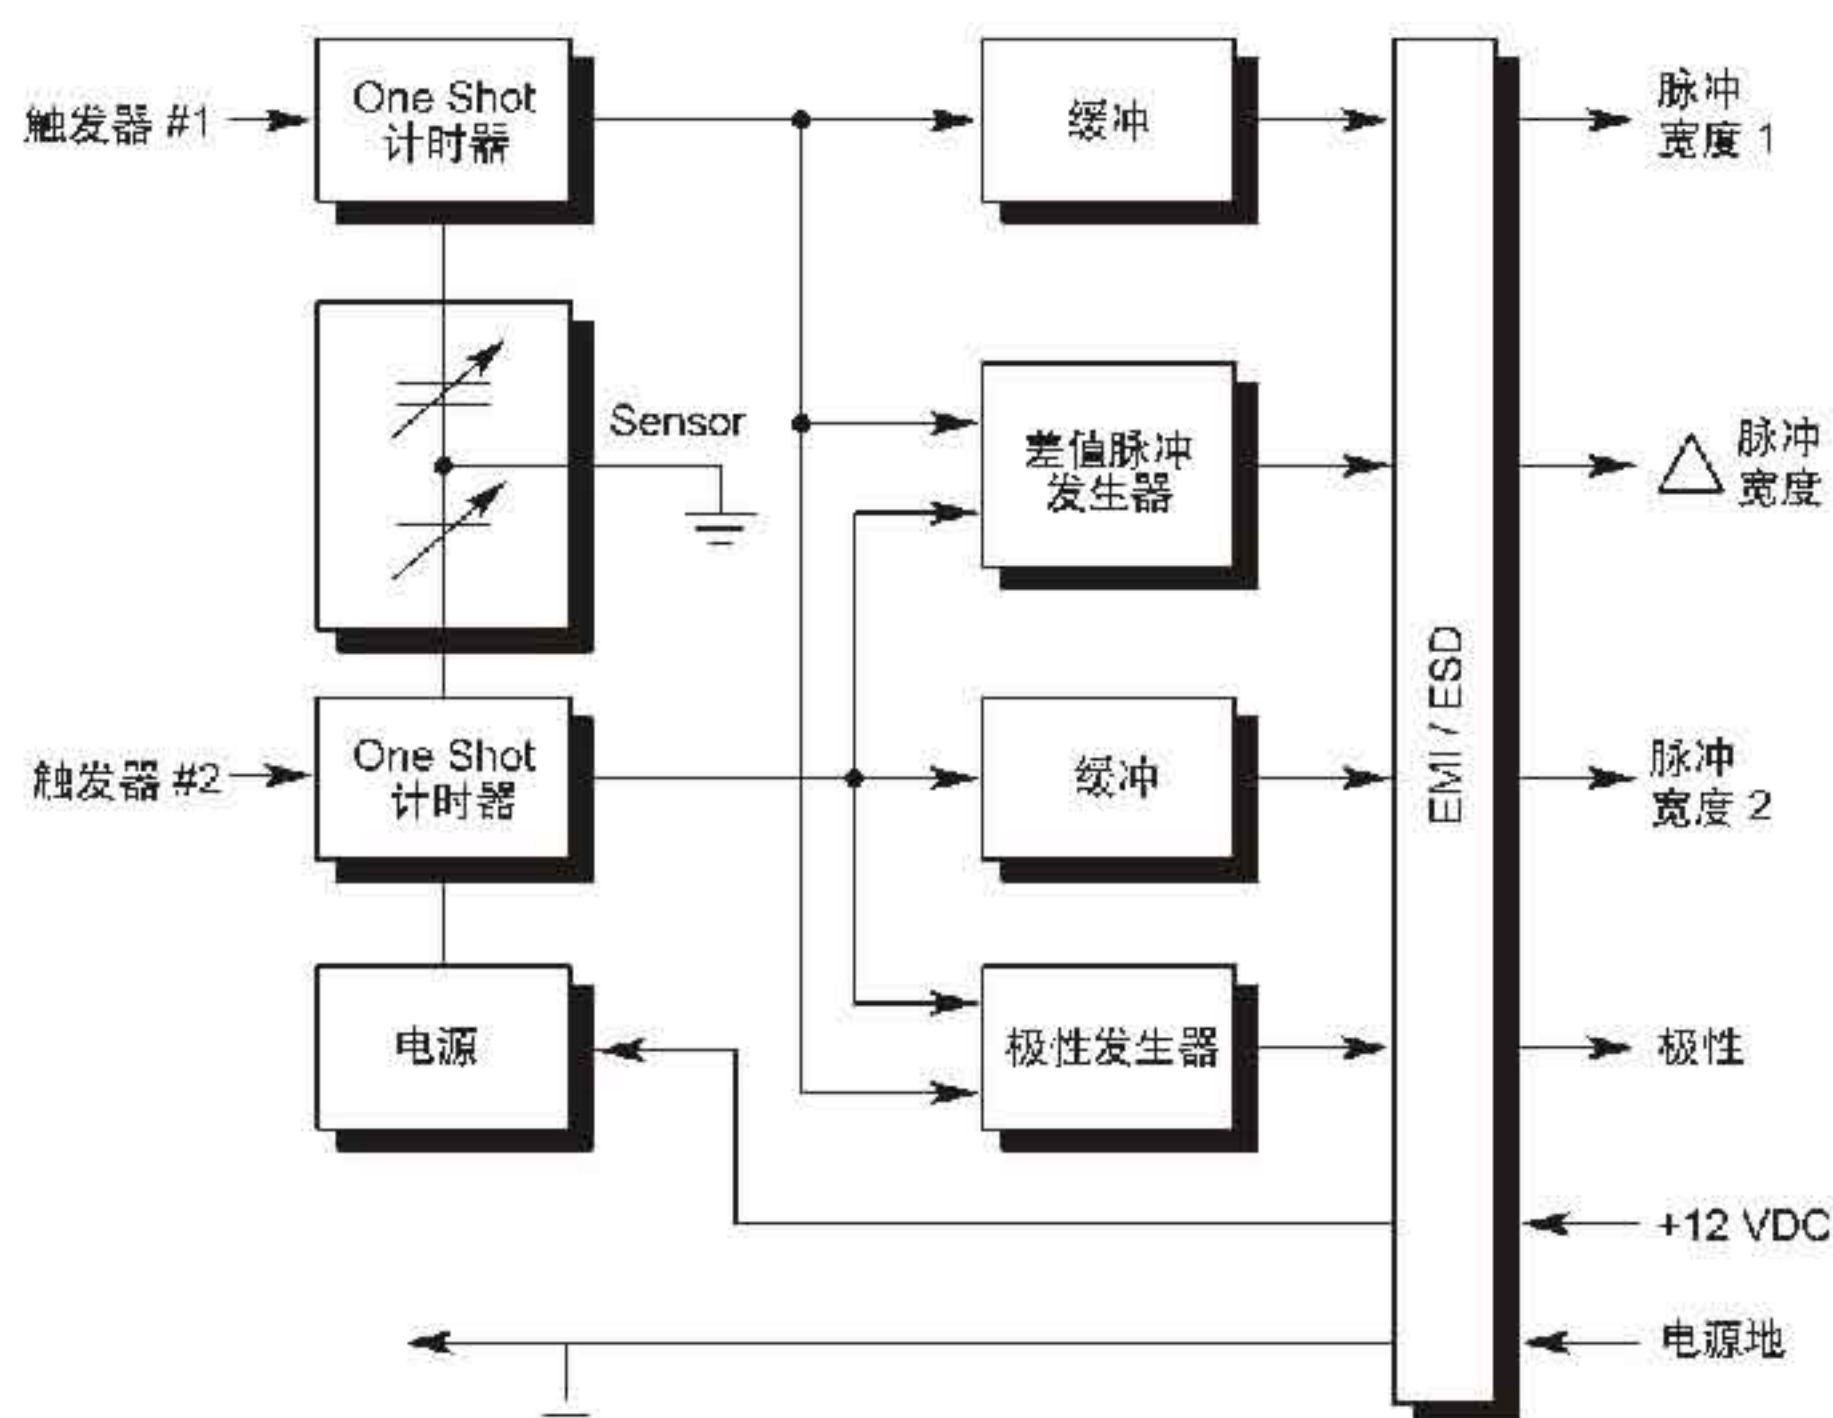 触发器 #1
One Shot
计时器
缓冲
脉冲
宽度 1
Sensor
差值脉冲
发生器
△ 脉冲
宽度
EMI / ESD
触发器 #2
One Shot
计时器
缓冲
脉冲
宽度 2
电源
极性发生器
极性
+12 VDC
电源地